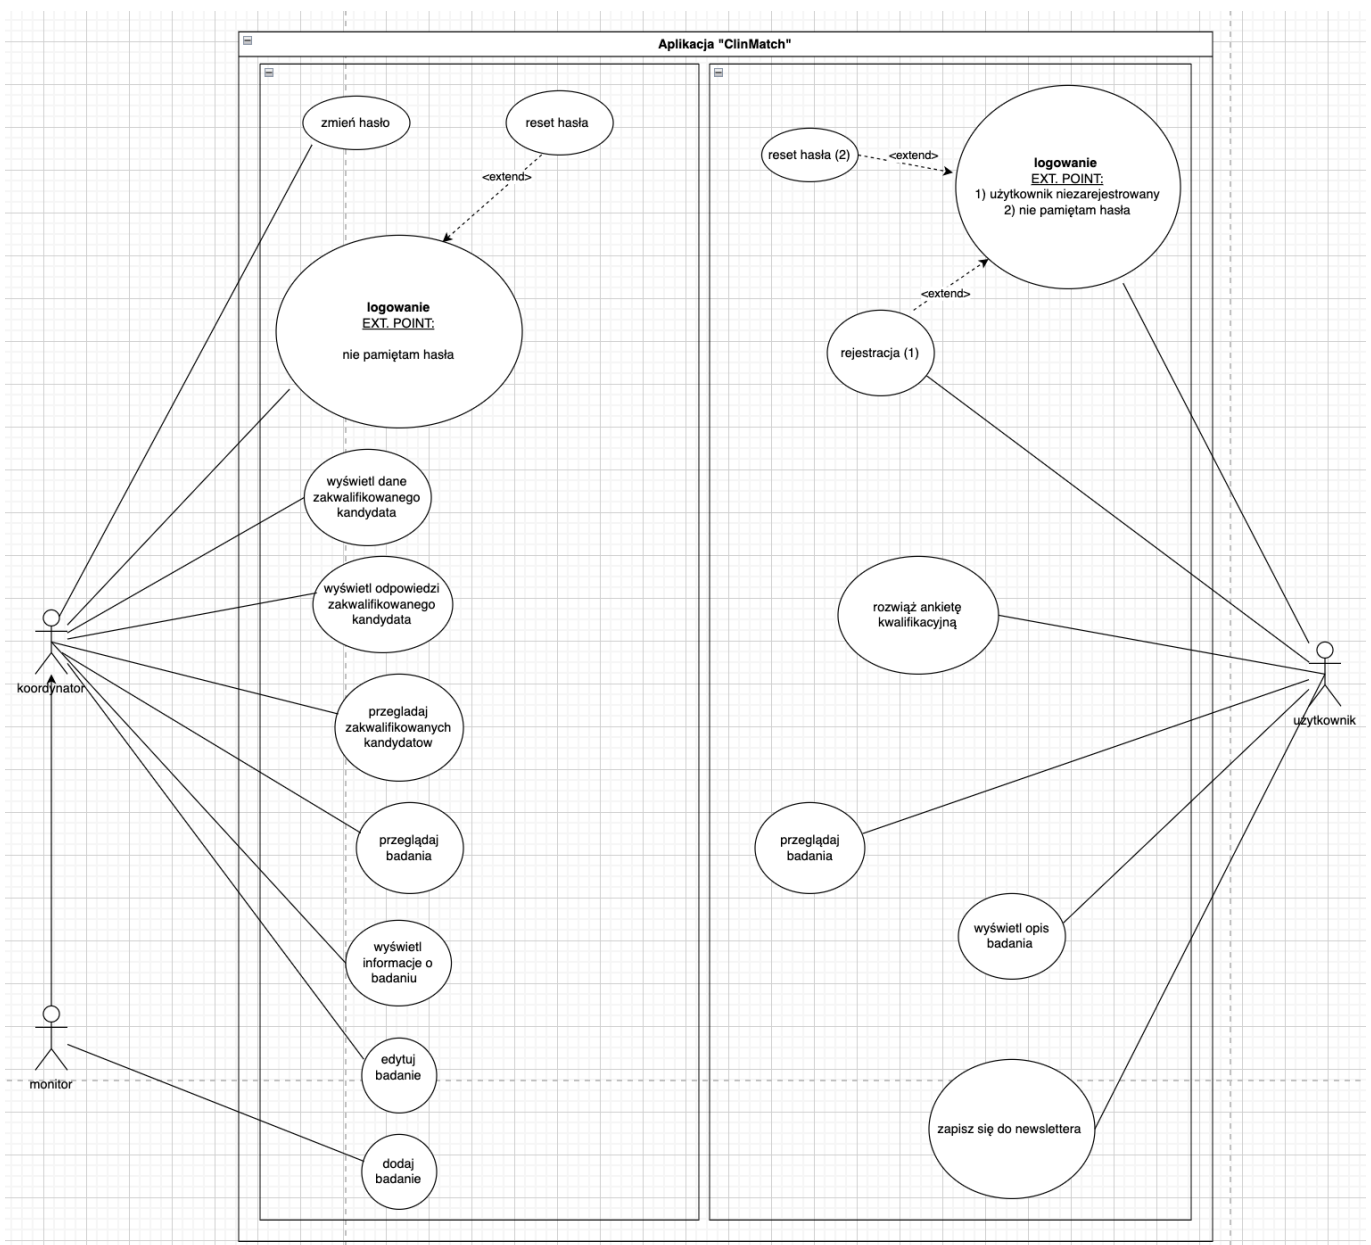 Aplikacja "ClinMatch"
zmień hasło
reset hasła
<extend>
logowanie
EXT. POINT:
nie pamiętam hasła
wyświetl dane
zakwalifikowanego
kandydata
wyświetl odpowiedzi
zakwalifikowanego
kandydata
przegladaj
zakwalifikowanych
kandydatow
przeglądaj
badania
wyświetl
informacje o
badaniu
edytuj
badanie
dodaj
badanie
koordynator
monitor
reset hasła (2)
<extend>
logowanie
EXT. POINT:
1) użytkownik niezarejestrowany
2) nie pamiętam hasła
<extend>
rejestracja (1)
rozwiąż ankietę
kwalifikacyjną
przeglądaj
badania
wyświetl opis
badania
zapisz się do newslettera
użytkownik